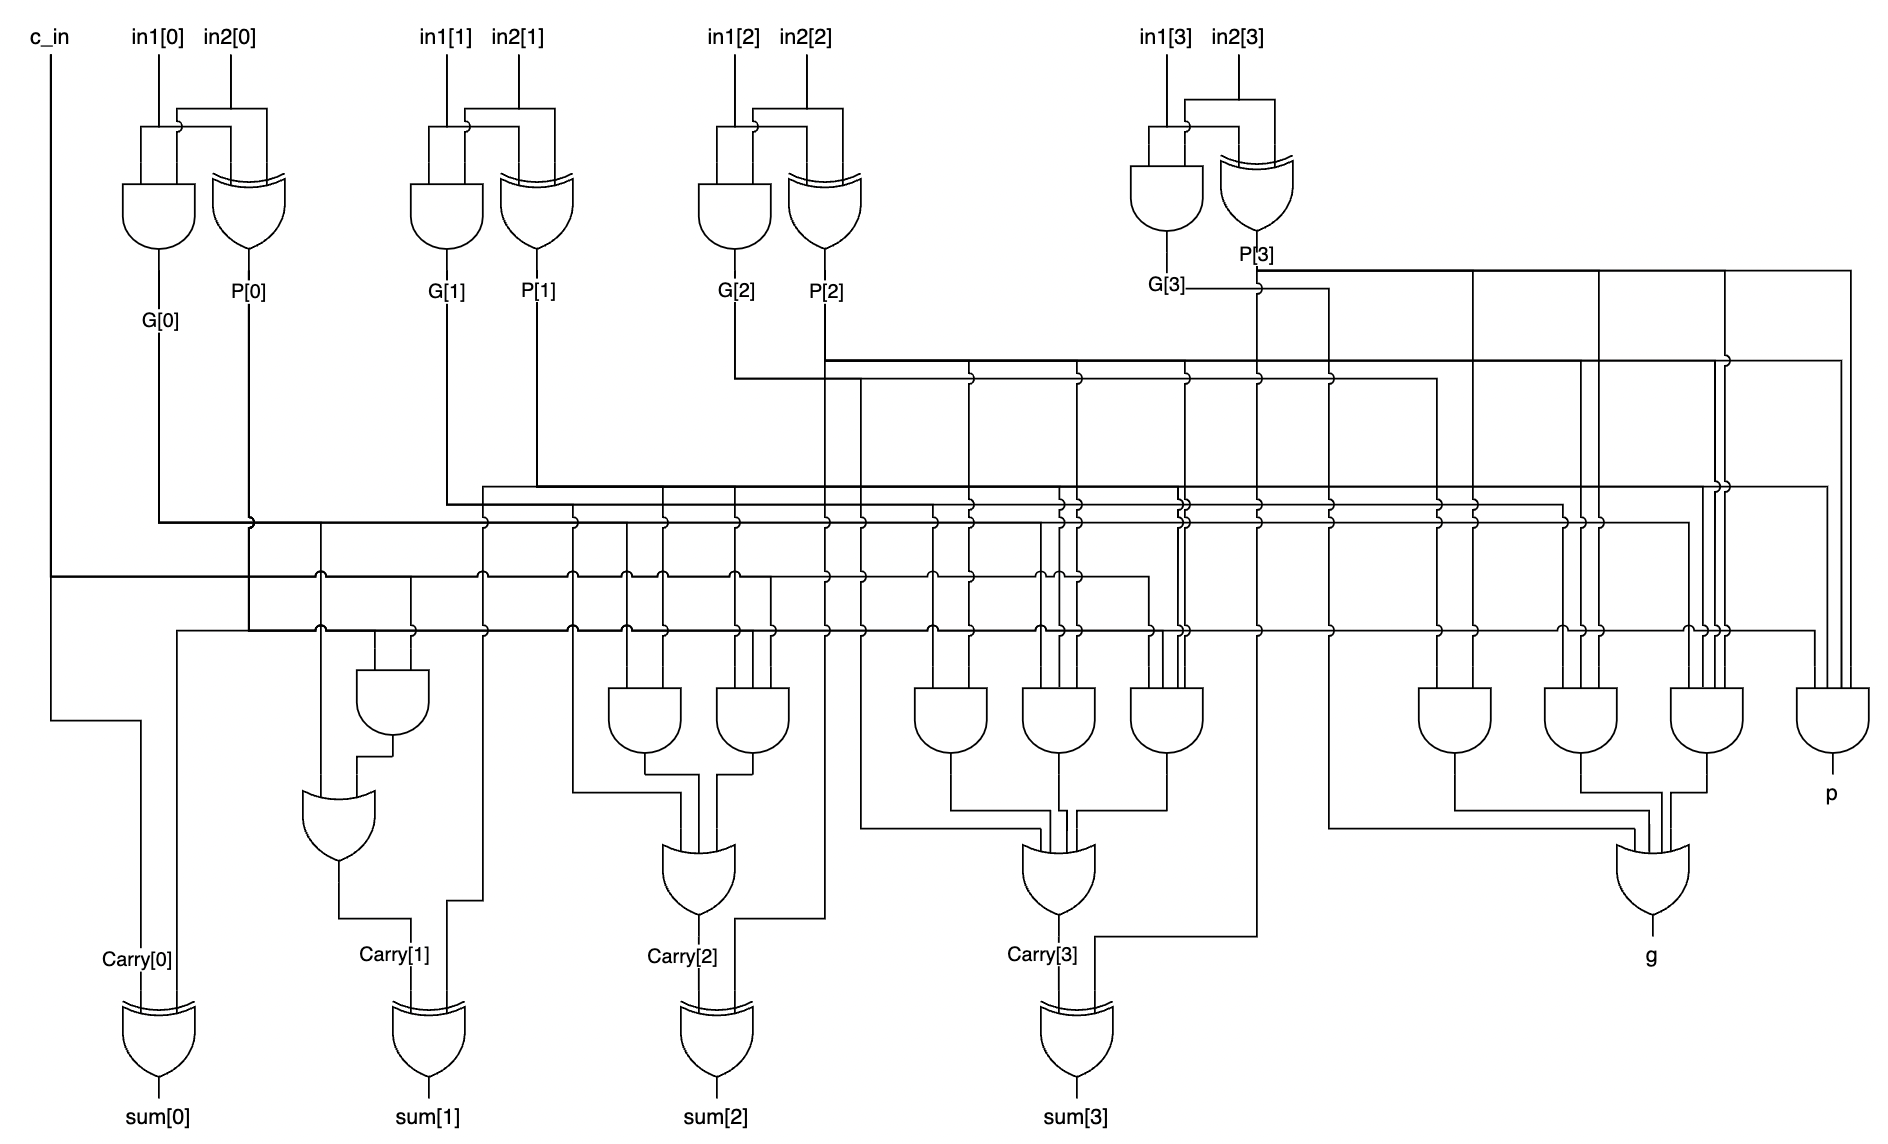 c_in in1[0] in2[0] in1[1] in2[1] in1[2] in2[2] in1[3] in2[3]
P[3]
G[3]
P[0] G[1] P[1] G[2] P[2]
G[0]
p
Carry[0] Carry[1] Carry[2] Carry[3] g
sum[0] sum[1] sum[2] sum[3]